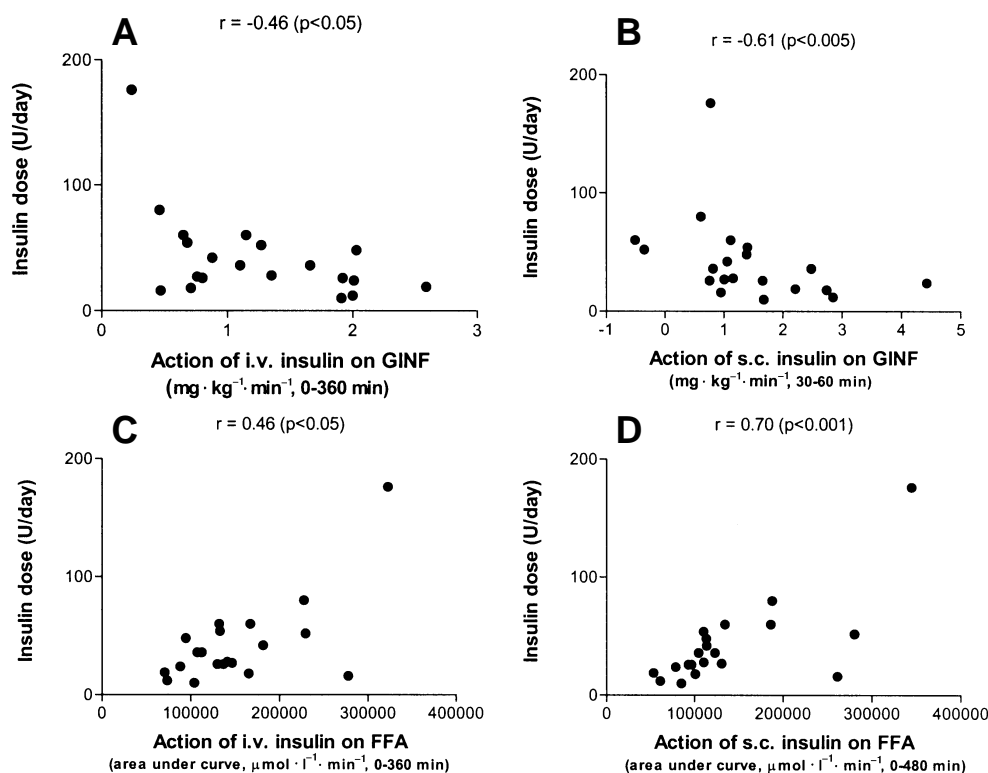 A
r = -0.46 (p<0.05)
Insulin dose (U/day)
200
100
0
0 1 2 3
Action of i.v. insulin on GINF
(mg · kg⁻¹· min⁻¹, 0-360 min)
B
r = -0.61 (p<0.005)
Insulin dose (U/day)
200
100
0
-1 0 1 2 3 4 5
Action of s.c. insulin on GINF
(mg · kg⁻¹· min⁻¹, 30-60 min)
C
r = 0.46 (p<0.05)
Insulin dose (U/day)
200
100
0
0 100000 200000 300000 400000
Action of i.v. insulin on FFA
(area under curve, μmol · l⁻¹· min⁻¹, 0-360 min)
D
r = 0.70 (p<0.001)
Insulin dose (U/day)
200
100
0
0 100000 200000 300000 400000
Action of s.c. insulin on FFA
(area under curve, μmol · l⁻¹· min⁻¹, 0-480 min)